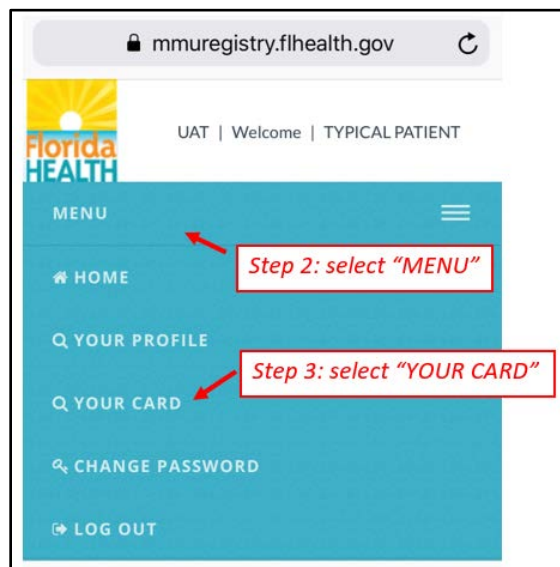 mmuregistry.flhealth.gov
Florida
HEALTH
UAT | Welcome | TYPICAL PATIENT
MENU
Step 2: select “MENU”
HOME
YOUR PROFILE
Step 3: select “YOUR CARD”
YOUR CARD
CHANGE PASSWORD
LOG OUT